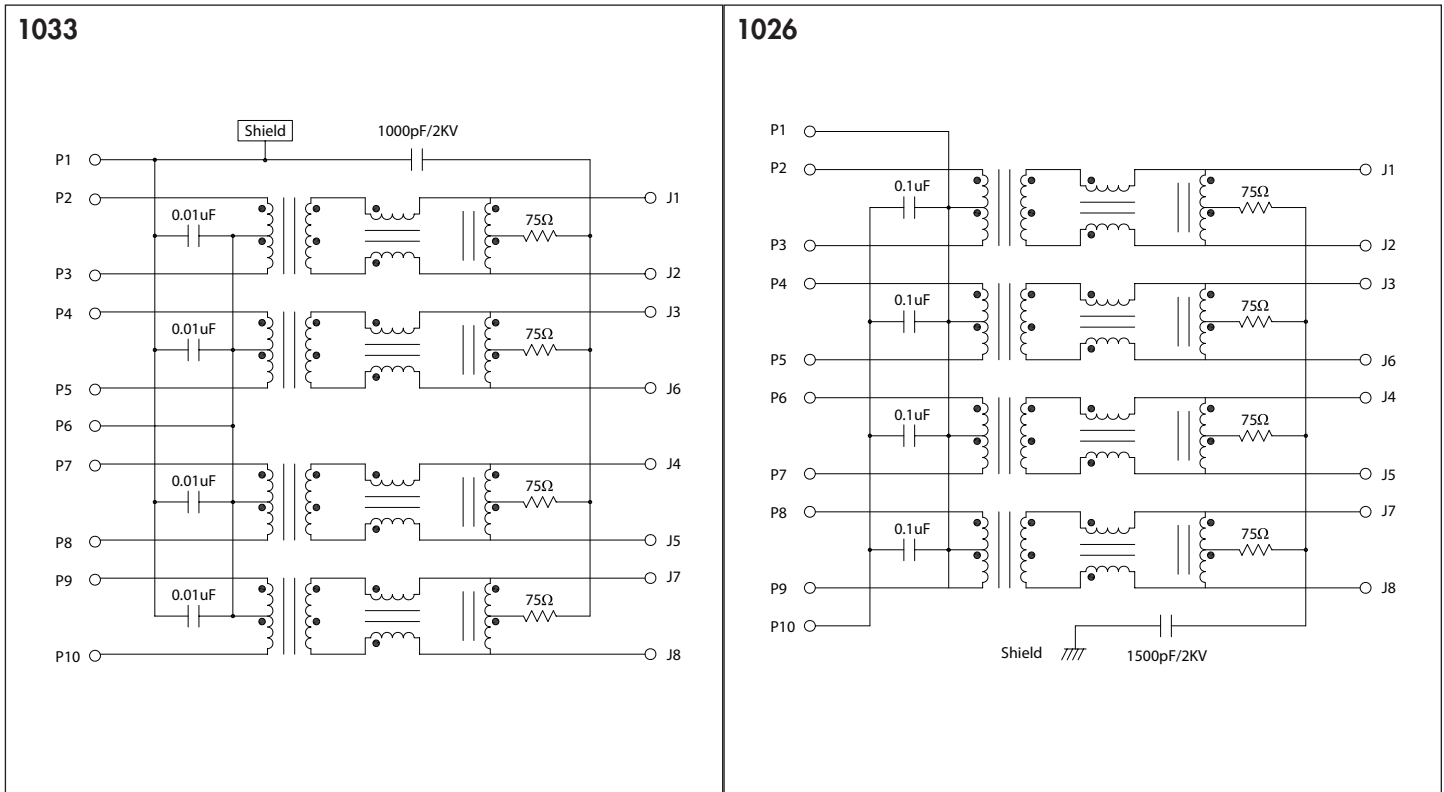 1033
Shield
1000pF/2KV
P1
P2
0.01uF
75Ω
J1
P3
J2
P4
0.01uF
75Ω
J3
P5
J6
P6
P7
0.01uF
75Ω
J4
P8
J5
P9
0.01uF
75Ω
J7
P10
J8
1026
P1
P2
0.1uF
75Ω
J1
P3
J2
P4
0.1uF
75Ω
J3
P5
J6
P6
0.1uF
75Ω
J4
P7
J5
P8
0.1uF
75Ω
J7
P9
J8
P10
Shield
1500pF/2KV